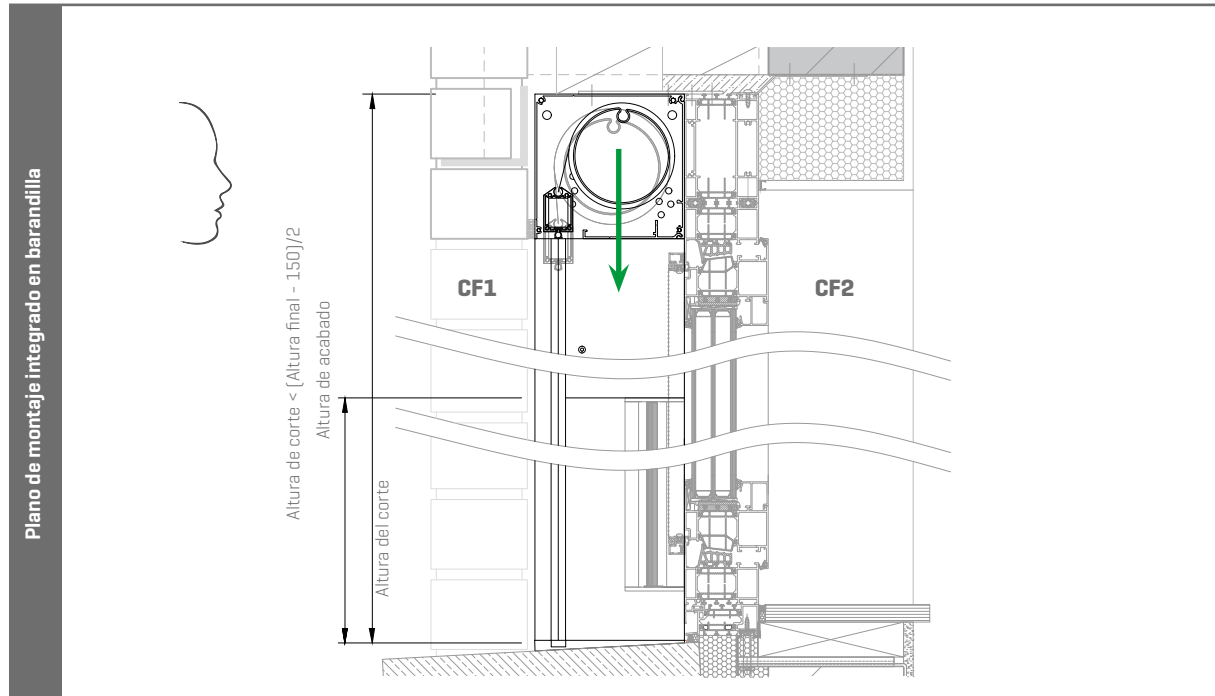 Plano de montaje integrado en barandilla
CF1
CF2
Altura de corte < (Altura final - 150)/2
Altura de acabado
Altura del corte